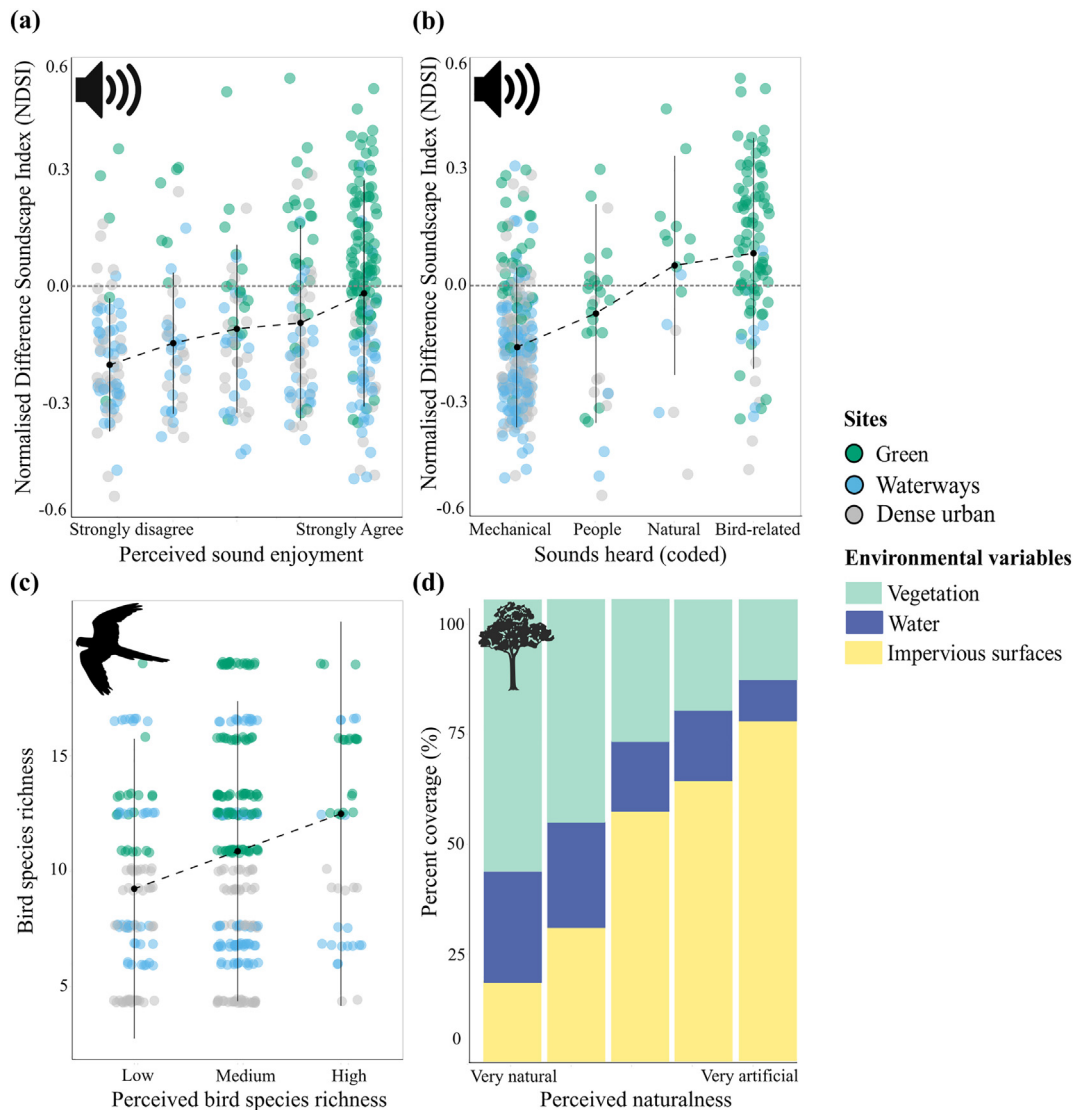 (a)
Normalised Difference Soundscape Index (NDSI)
0.6
0.3
0.0
-0.3
-0.6
Strongly disagree
Strongly Agree
Perceived sound enjoyment
(b)
Normalised Difference Soundscape Index (NDSI)
0.6
0.3
0.0
-0.3
-0.6
Mechanical
People
Natural
Bird-related
Sounds heard (coded)
Sites
Green
Waterways
Dense urban
Environmental variables
Vegetation
Water
Impervious surfaces
(c)
Bird species richness
15
10
5
Low
Medium
High
Perceived bird species richness
(d)
Percent coverage (%)
100
75
50
25
0
Very natural
Very artificial
Perceived naturalness